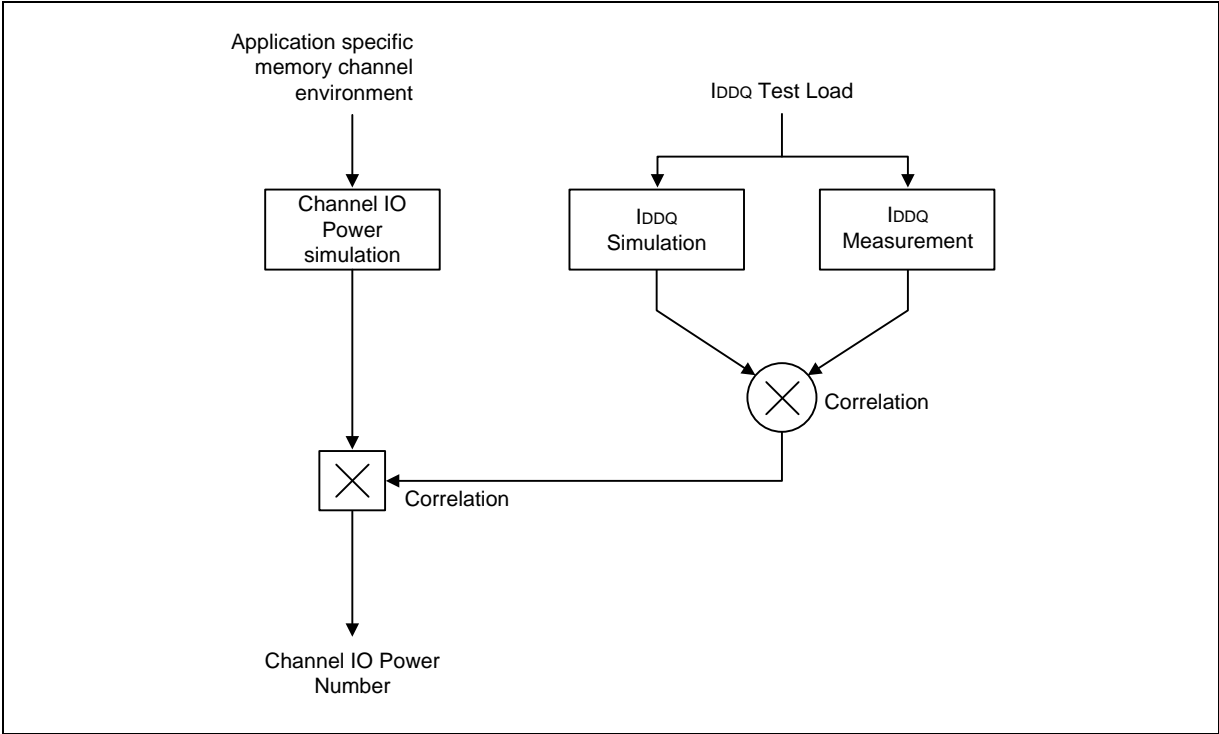 Application specific
memory channel
environment
IDDQ Test Load
Channel IO
Power
simulation
IDDQ
Simulation
IDDQ
Measurement
Correlation
Correlation
Channel IO Power
Number